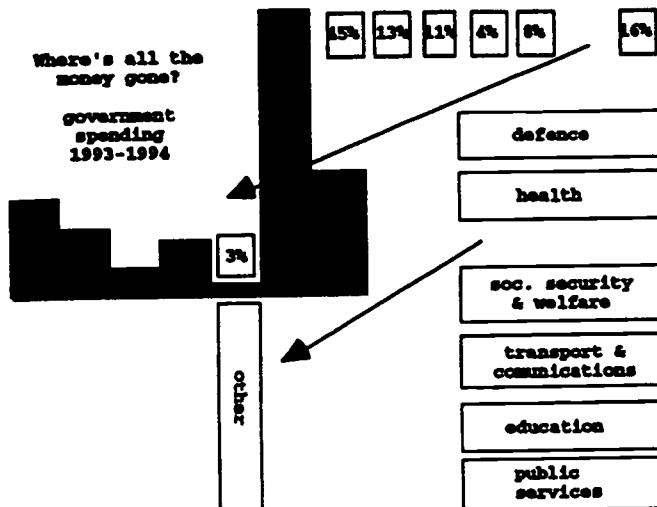 Where's all the
money gone?
government
spending
1993-1994
15% 13% 11% 4% 8% 16%
defence
health
3%
soc. security
& welfare
other
transport &
comunications
education
public
services